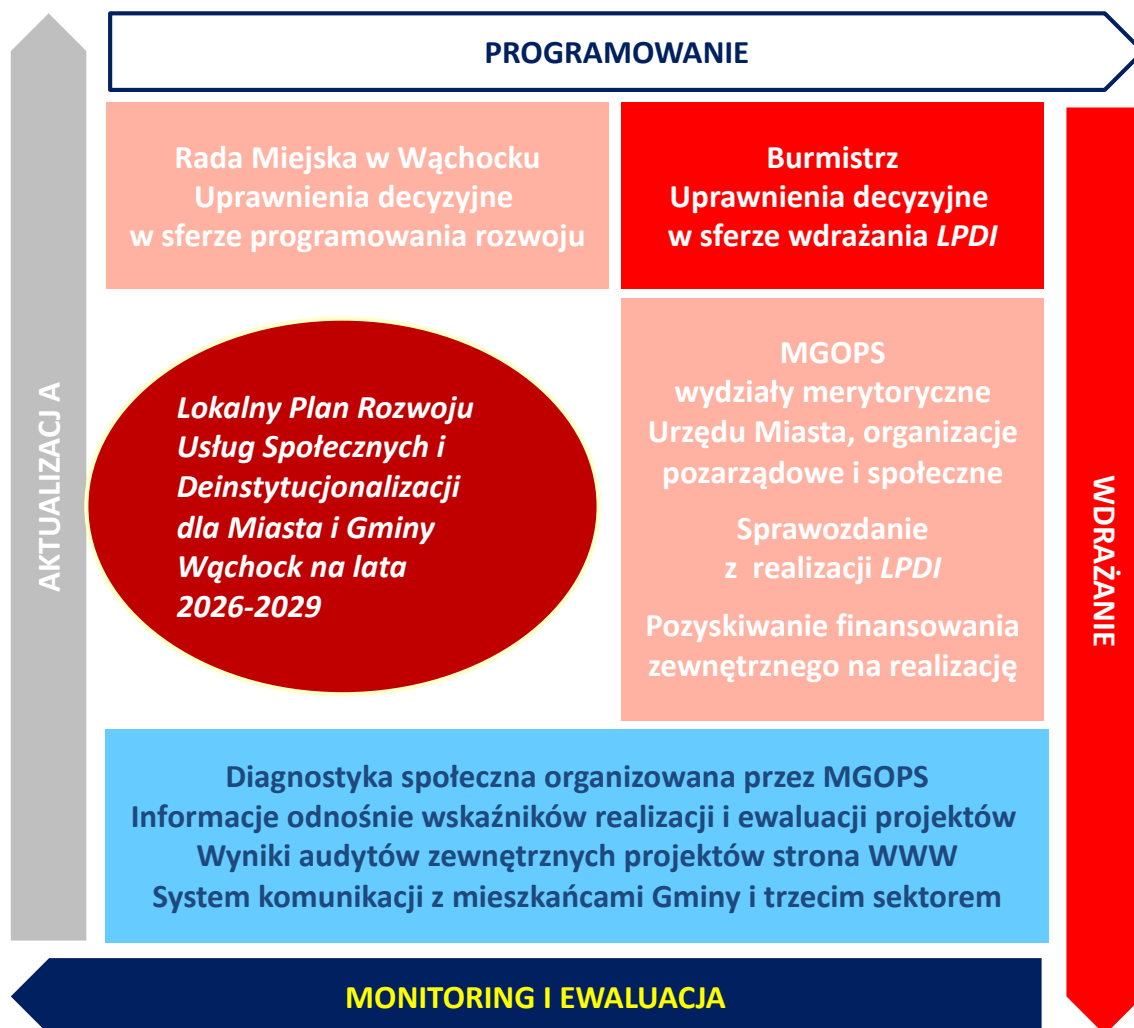 PROGRAMOWANIE
Rada Miejska w Wąchocku
Uprawnienia decyzyjne
w sferze programowania rozwoju
Burmistrz
Uprawnienia decyzyjne
w sferze wdrażania LPDI
AKTUALIZACJ A
Lokalny Plan Rozwoju
Usług Społecznych i
Deinstytucjonalizacji
dla Miasta i Gminy
Wąchock na lata
2026-2029
MGOPS
wydziały merytoryczne
Urzędu Miasta, organizacje
pozarządowe i społeczne
Sprawozdanie
z realizacji LPDI
Pozyskiwanie finansowania
zewnętrznego na realizację
WDRAŻANIE
Diagnostyka społeczna organizowana przez MGOPS
Informacje odnośnie wskaźników realizacji i ewaluacji projektów
Wyniki audytów zewnętrznych projektów strona WWW
System komunikacji z mieszkańcami Gminy i trzecim sektorem
MONITORING I EWALUACJA